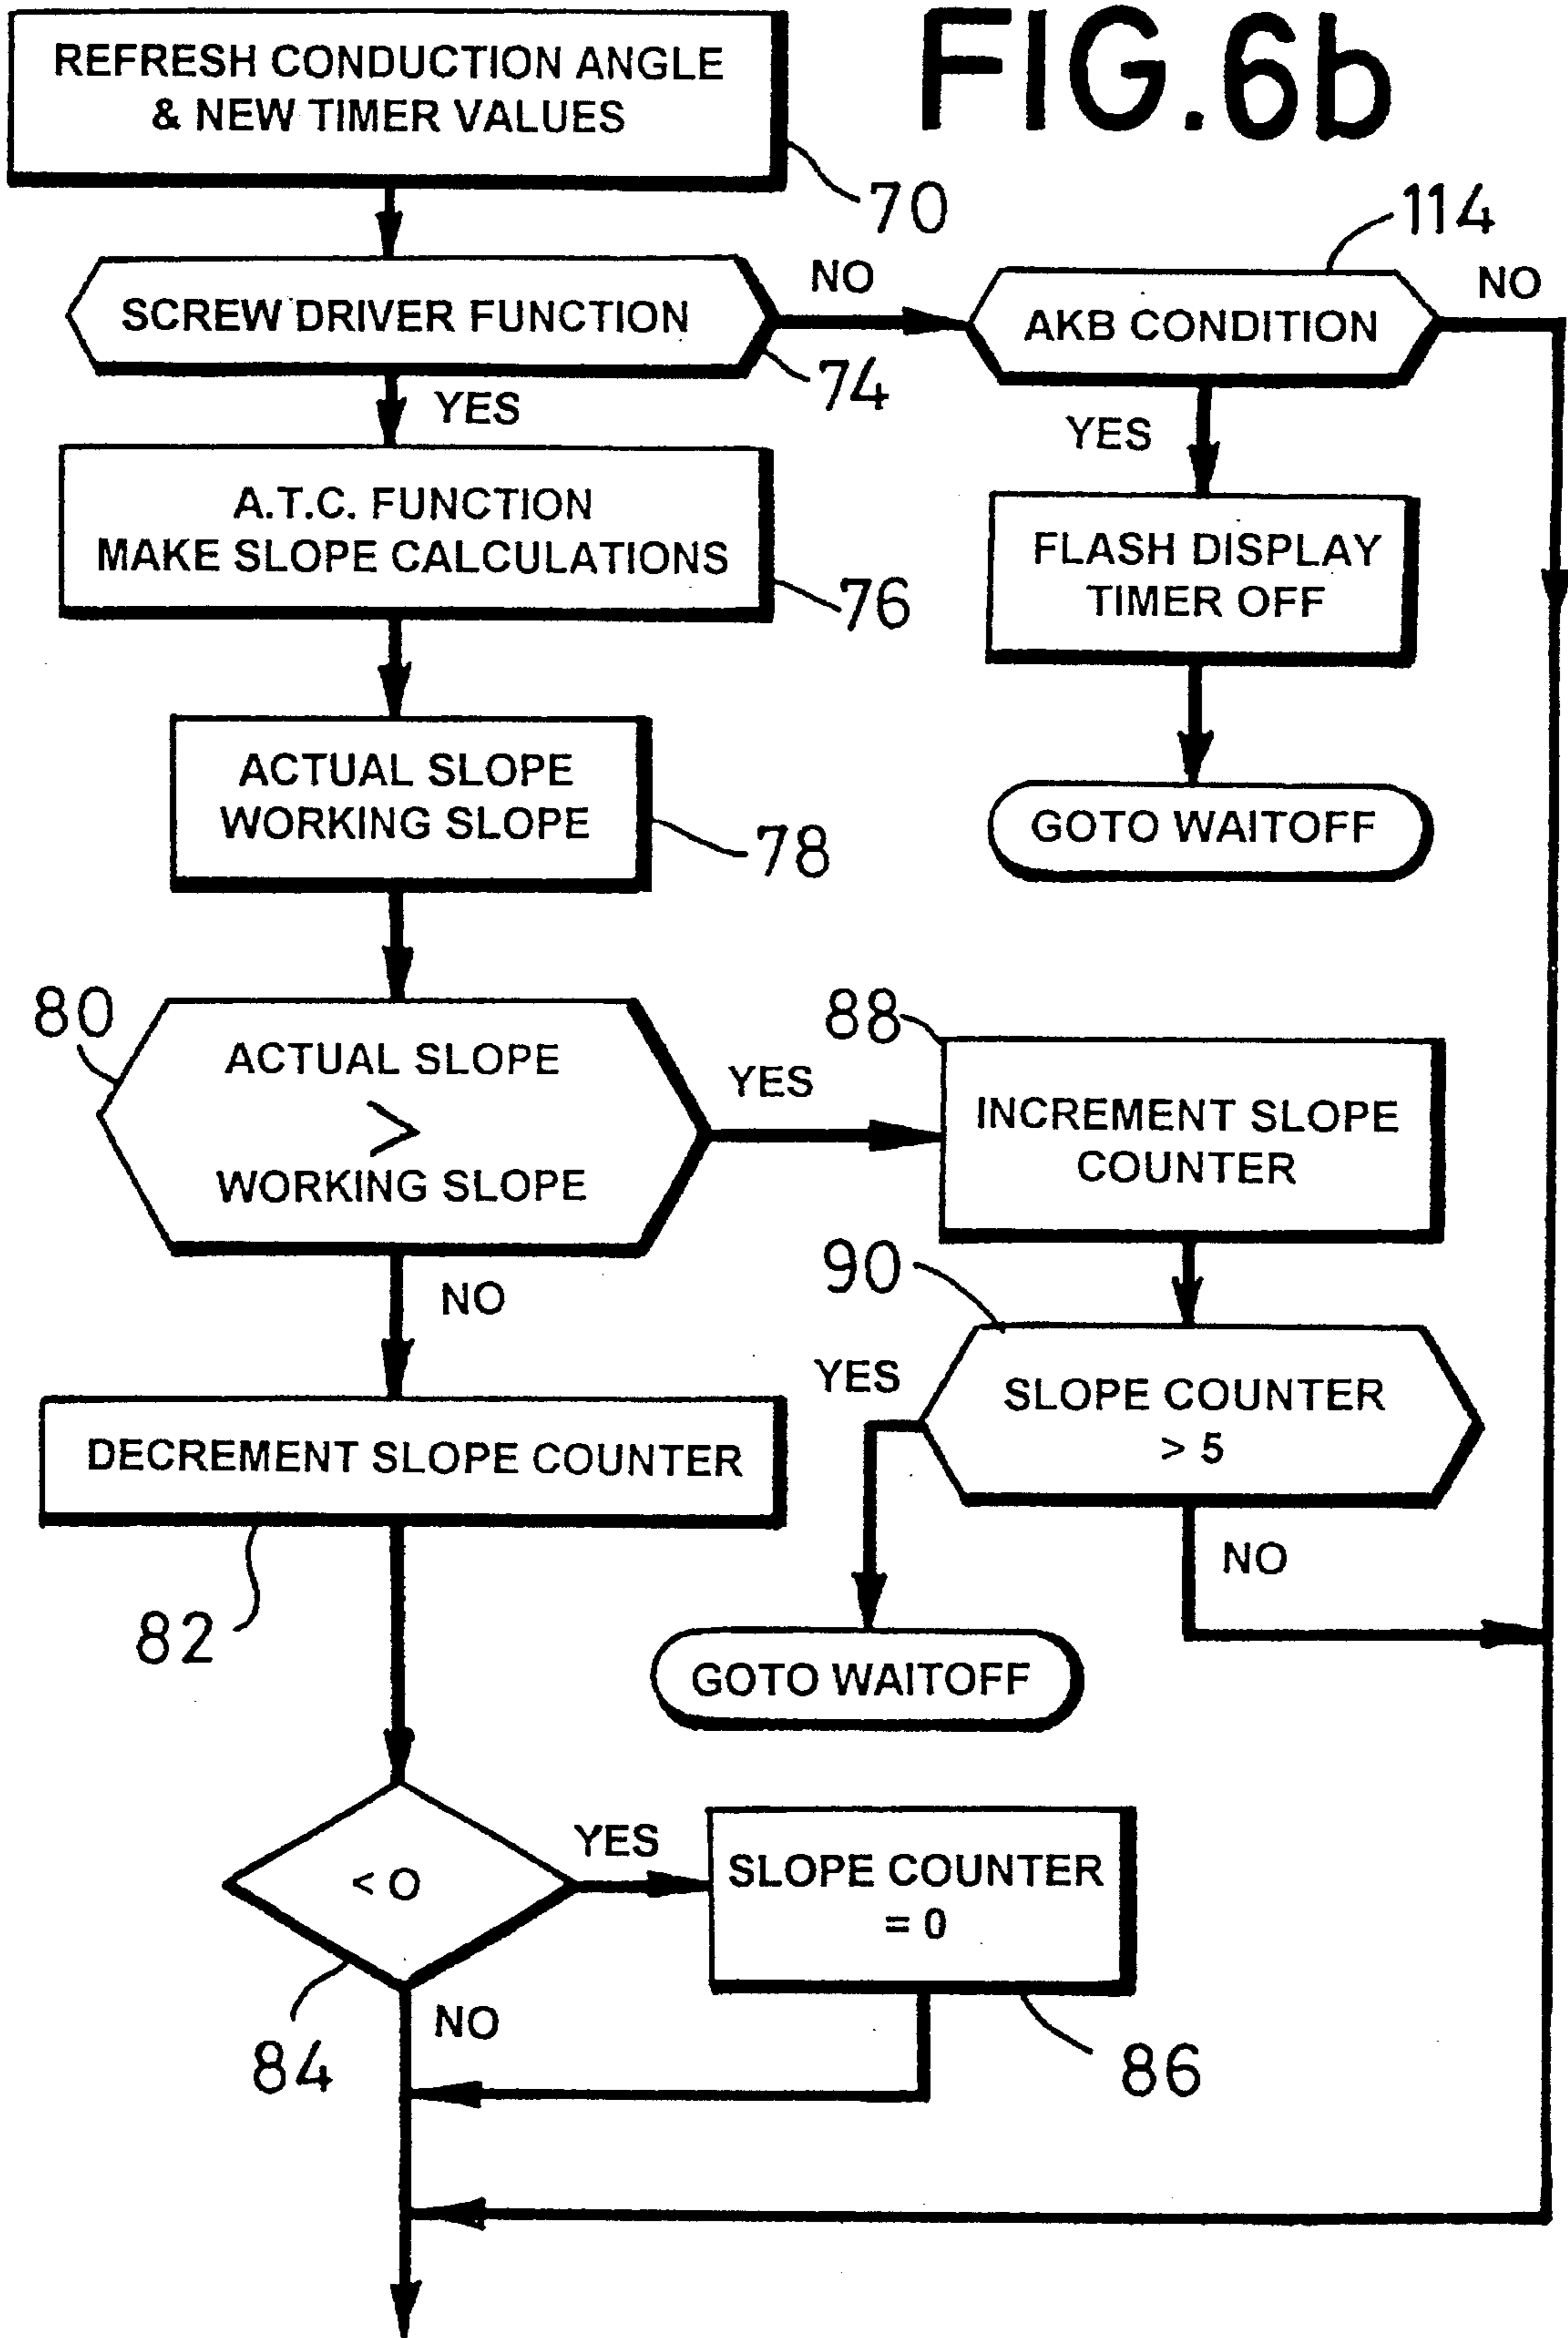 FIG.6b
REFRESH CONDUCTION ANGLE
& NEW TIMER VALUES
70
114
SCREW DRIVER FUNCTION
NO
AKB CONDITION
NO
74
YES
YES
A.T.C. FUNCTION
MAKE SLOPE CALCULATIONS
76
FLASH DISPLAY
TIMER OFF
ACTUAL SLOPE
WORKING SLOPE
78
GOTO WAITOFF
80
ACTUAL SLOPE
>
WORKING SLOPE
YES
88
INCREMENT SLOPE
COUNTER
NO
90
YES
SLOPE COUNTER
> 5
DECREMENT SLOPE COUNTER
NO
82
GOTO WAITOFF
< O
YES
SLOPE COUNTER
= 0
NO
84
86